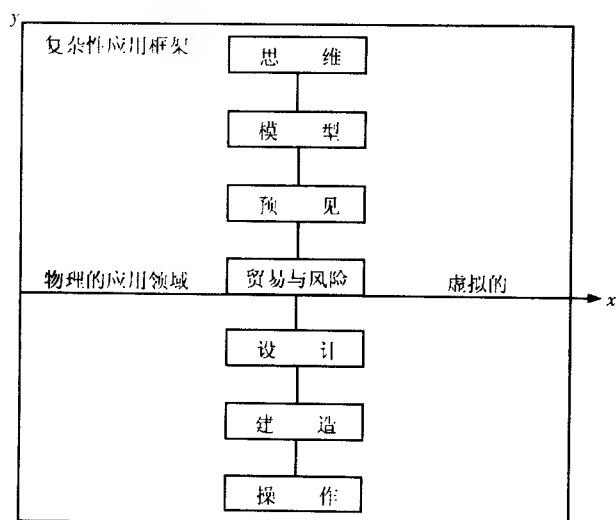 y
复杂性应用框架
思 维
模 型
预 见
物理的应用领域 贸易与风险 虚拟的
x
设 计
建 造
操 作